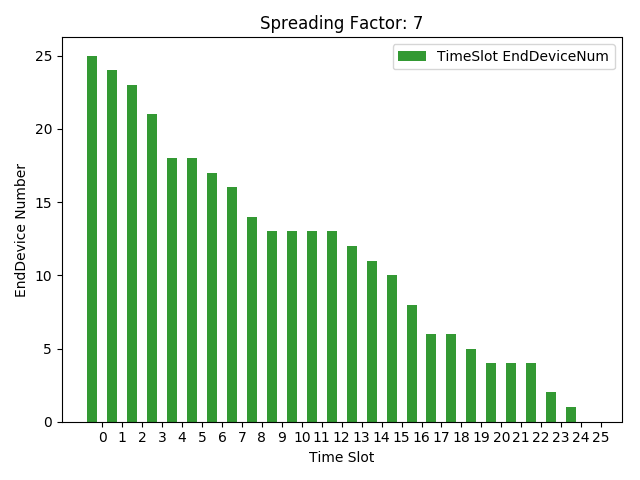 Spreading Factor: 7
TimeSlot EndDeviceNum
EndDevice Number
25
20
15
10
5
0
0 1 2 3 4 5 6 7 8 9 10 11 12 13 14 15 16 17 18 19 20 21 22 23 24 25
Time Slot